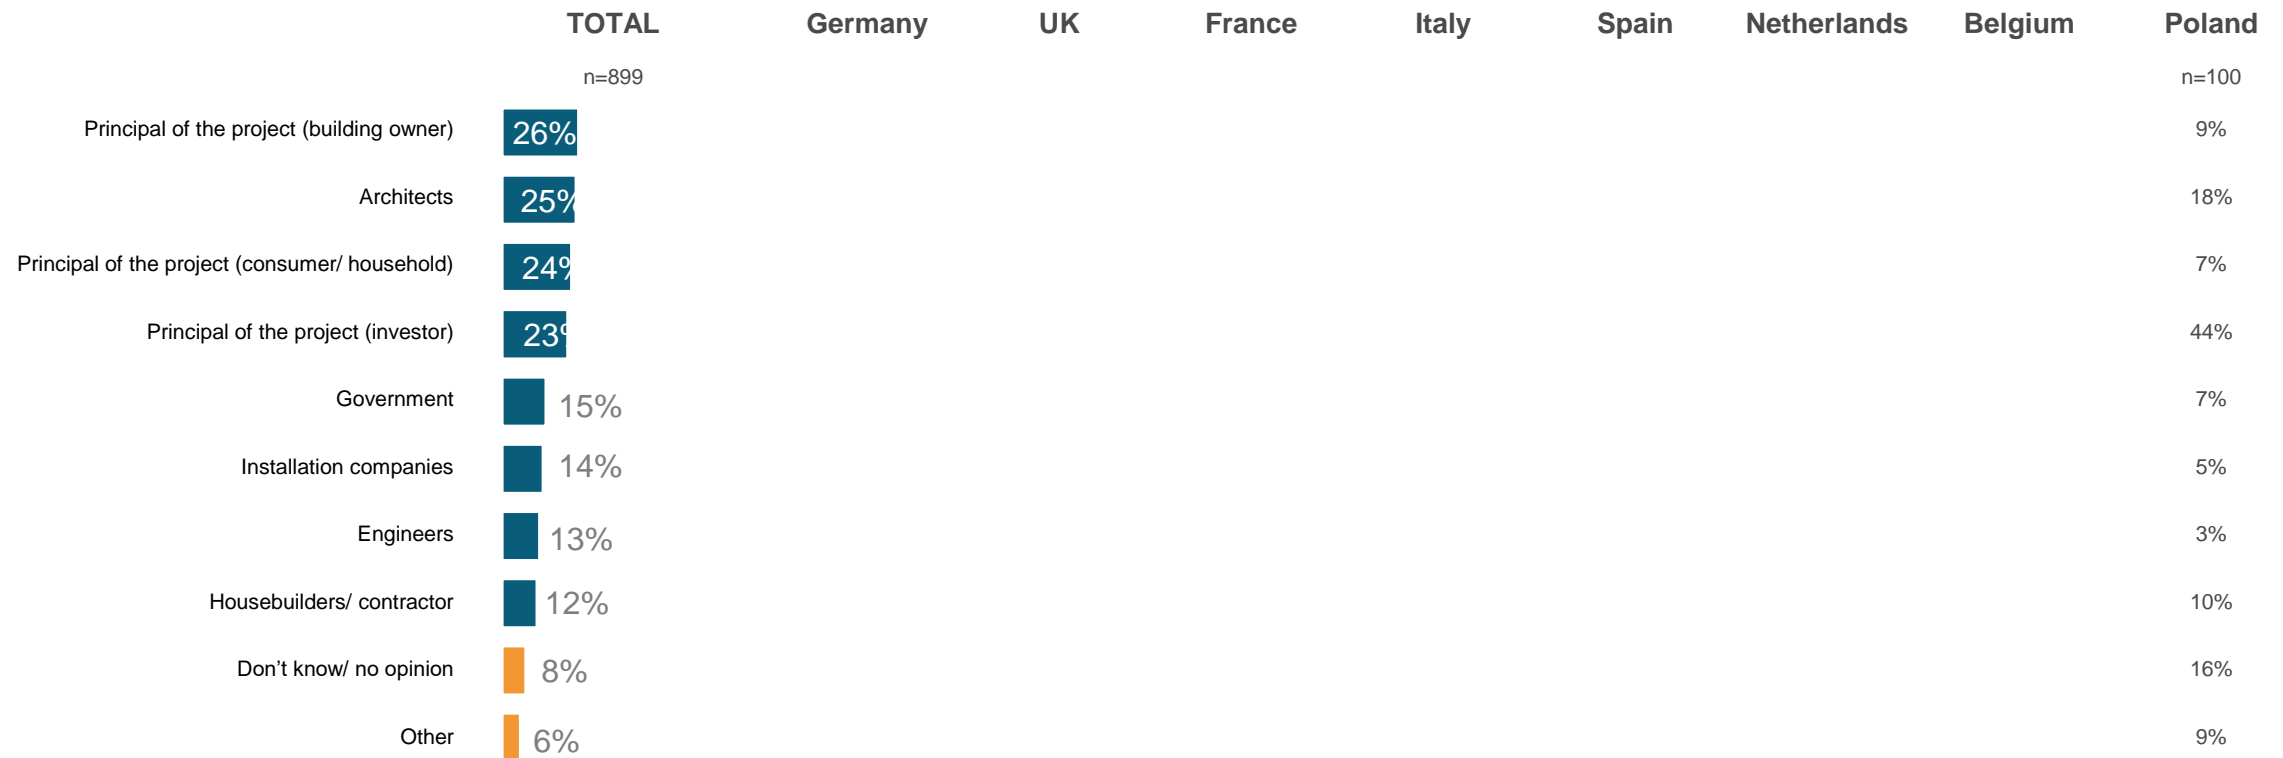 TOTAL Germany UK France Italy Spain Netherlands Belgium Poland
n=899 n=100
Principal of the project (building owner) 26% 9%
Architects 25% 18%
Principal of the project (consumer/ household) 24% 7%
Principal of the project (investor) 23% 44%
Government 15% 7%
Installation companies 14% 5%
Engineers 13% 3%
Housebuilders/ contractor 12% 10%
Don’t know/ no opinion 8% 16%
Other 6% 9%